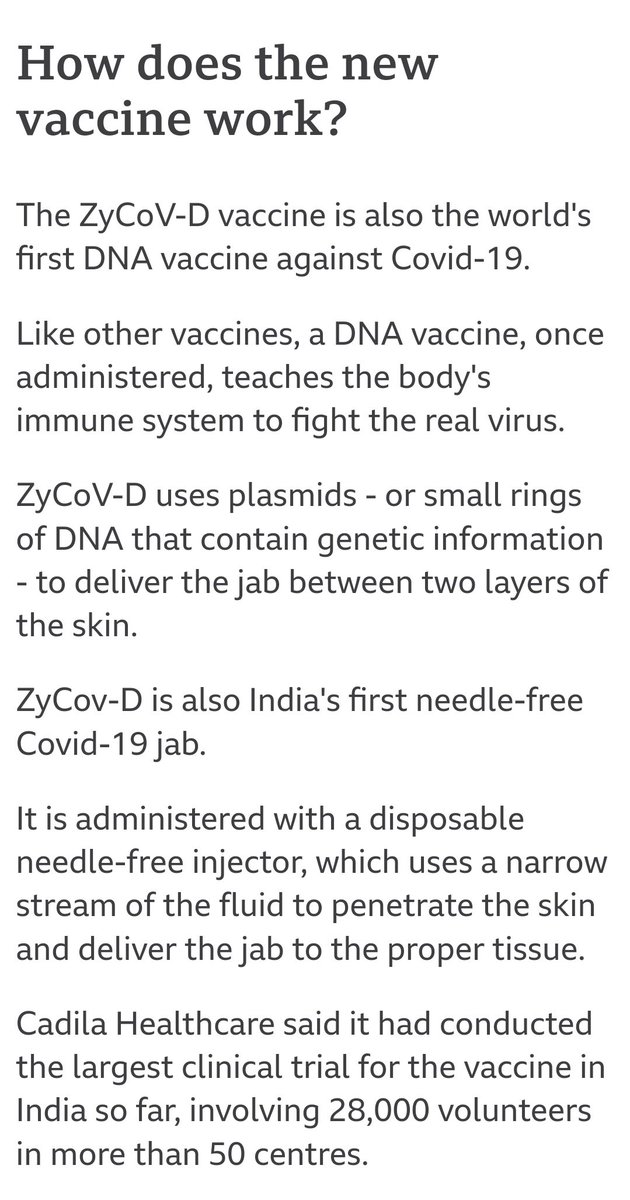 How does the new
vaccine work?
The ZyCoV-D vaccine is also the world's
first DNA vaccine against Covid-19.
Like other vaccines, a DNA vaccine, once
administered, teaches the body's
immune system to fight the real virus.
ZyCoV-D uses plasmids - or small rings
of DNA that contain genetic information
- to deliver the jab between two layers of
the skin.
ZyCov-D is also India's first needle-free
Covid-19 jab.
It is administered with a disposable
needle-free injector, which uses a narrow
stream of the fluid to penetrate the skin
and deliver the jab to the proper tissue.
Cadila Healthcare said it had conducted
the largest clinical trial for the vaccine in
India so far, involving 28,000 volunteers
in more than 50 centres.